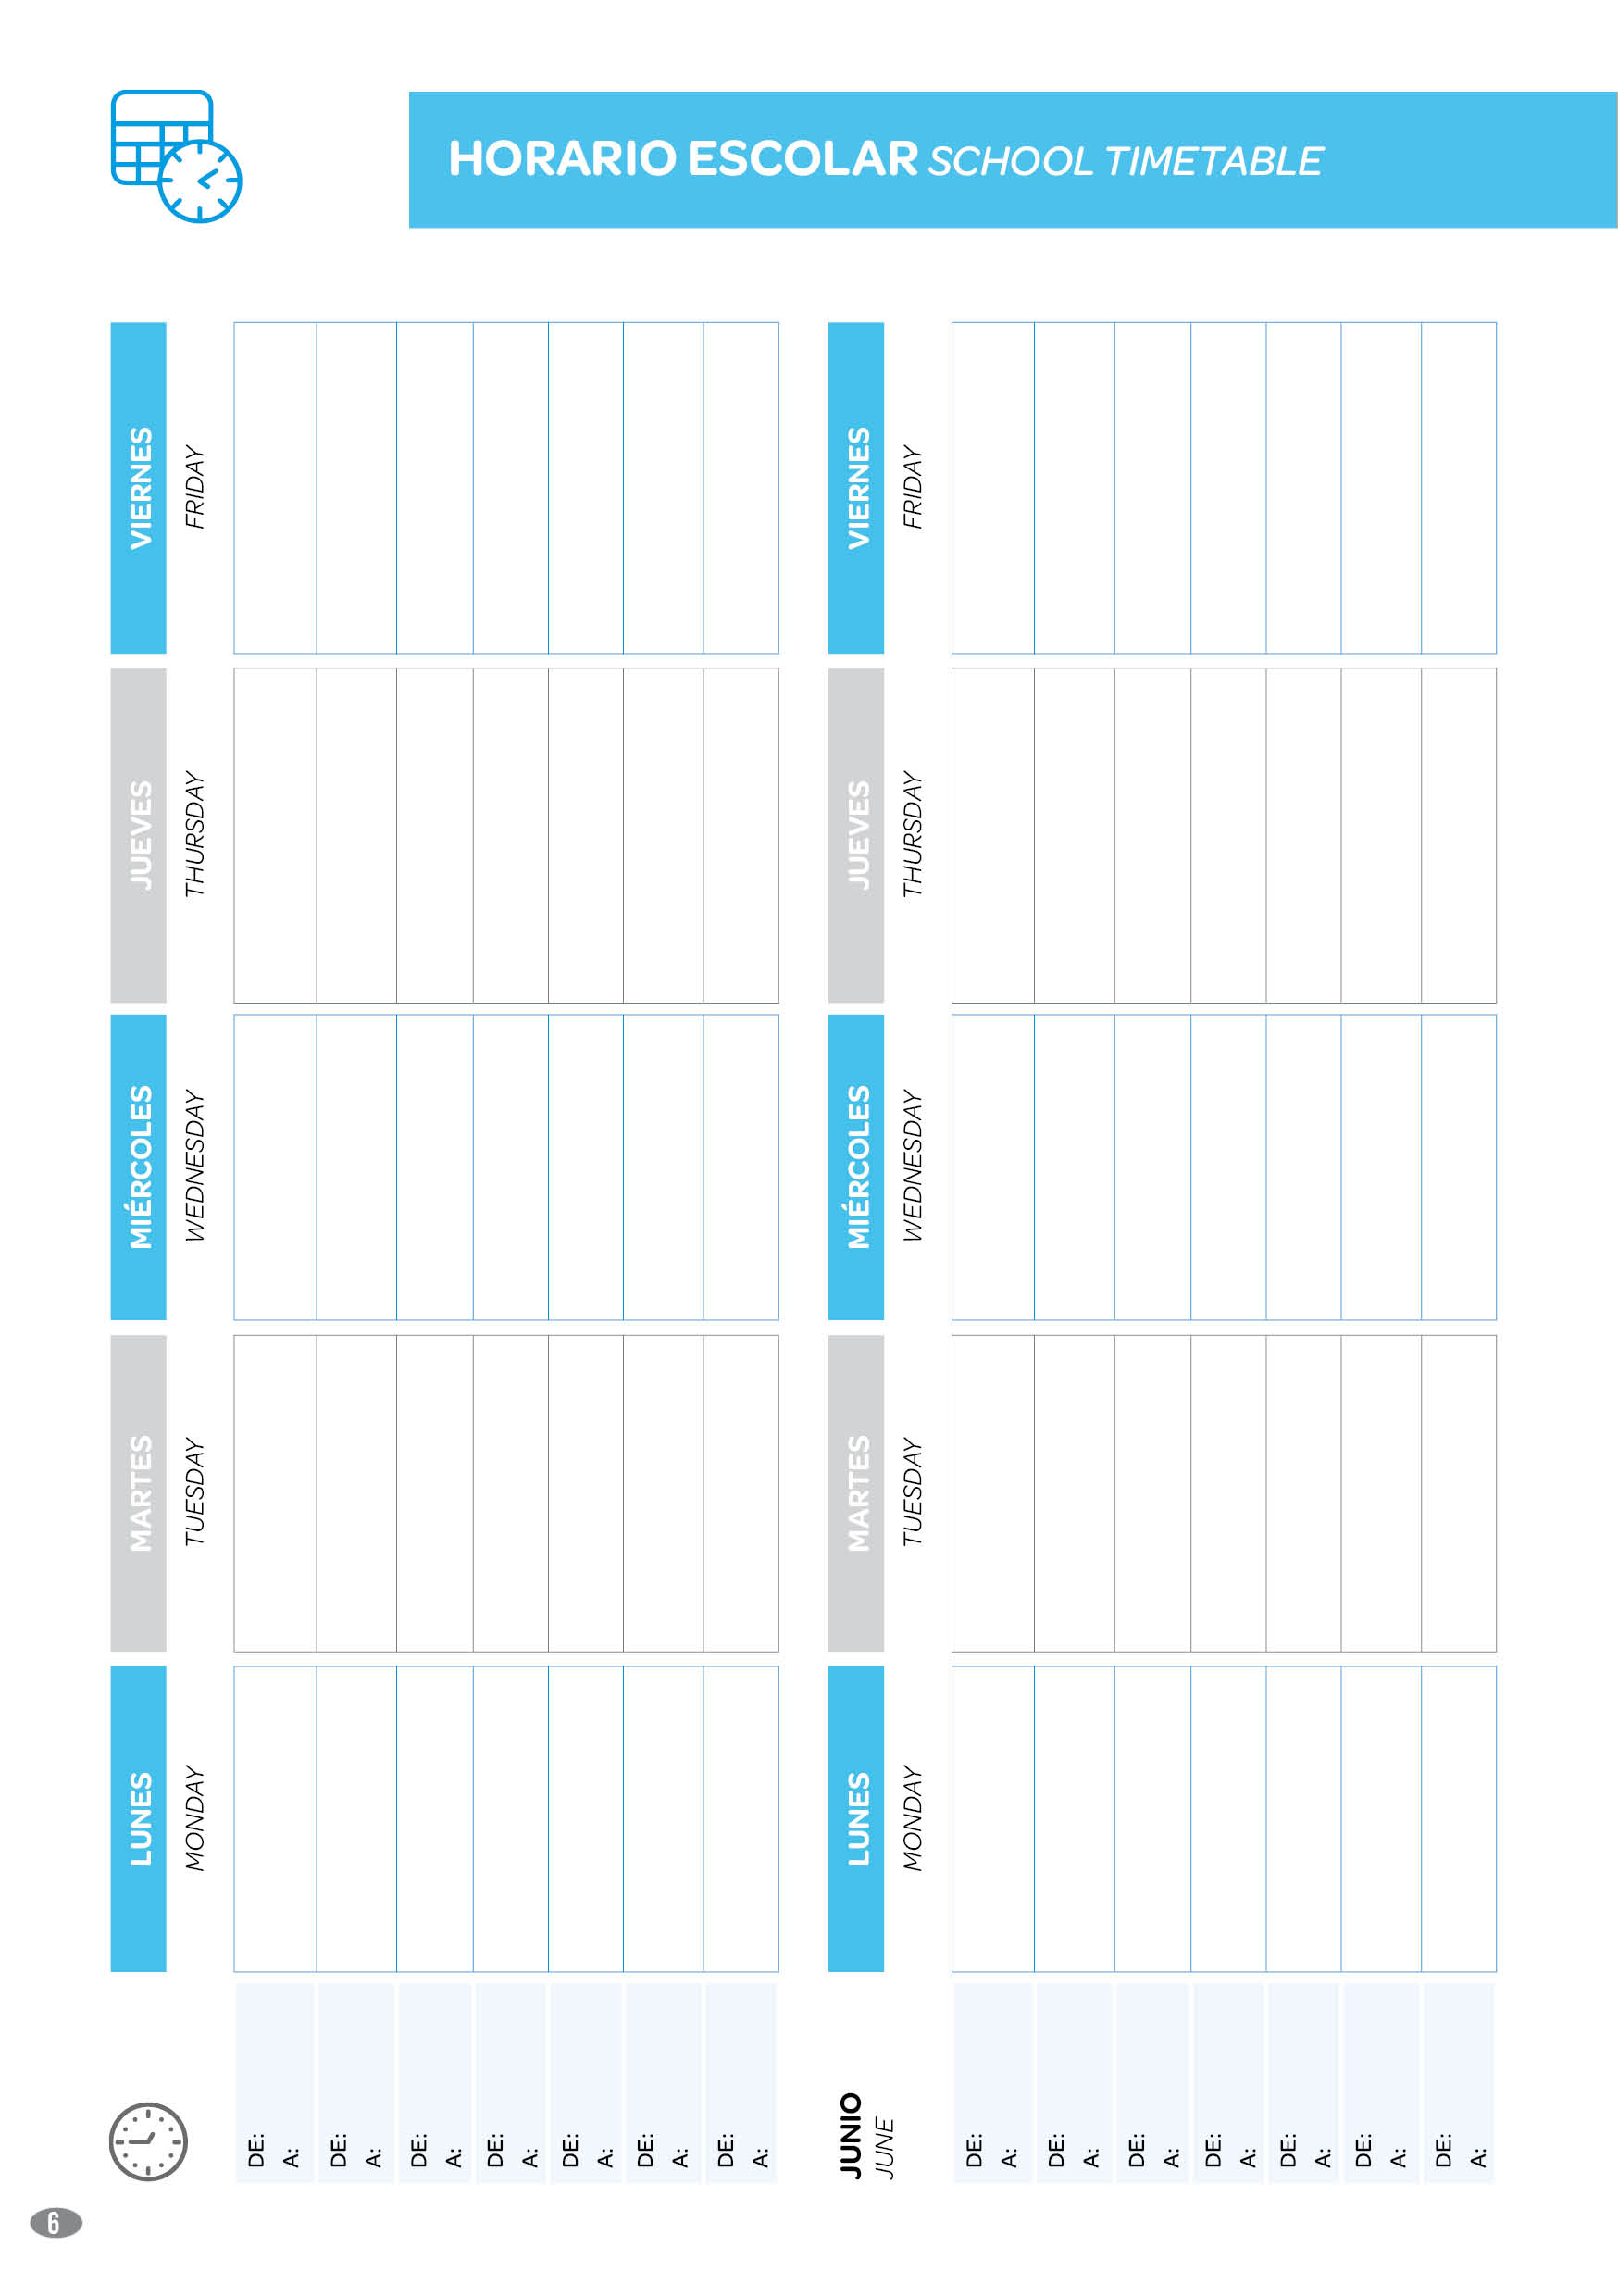 HORARIO ESCOLAR SCHOOL TIMETABLE
LUNES
MONDAY
MARTES
TUESDAY
MIÉRCOLES
WEDNESDAY
JUEVES
THURSDAY
VIERNES
FRIDAY
DE:
A:
DE:
A:
DE:
A:
DE:
A:
DE:
A:
DE:
A:
DE:
A:
JUNIO
JUNE
LUNES
MONDAY
MARTES
TUESDAY
MIÉRCOLES
WEDNESDAY
JUEVES
THURSDAY
VIERNES
FRIDAY
DE:
A:
DE:
A:
DE:
A:
DE:
A:
DE:
A:
DE:
A:
DE:
A:
6